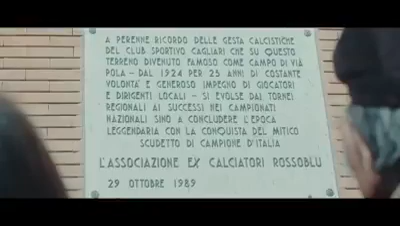 A PERENNE RICORDO DELLE GESTA CALCISTICHE
DEL CLUB SPORTIVO CAGLIARI CHE SU QUESTO
TERRENO DIVENUTO FAMOSO COME CAMPO DI VIA
POLA - DAL 1924 PER 25 ANNI DI COSTANTE
VOLONTA' E GENEROSO IMPEGNO DI GIOCATORI
E DIRIGENTI LOCALI - SI EVOLSE DAI TORNEI
REGIONALI AI SUCCESSI NEI CAMPIONATI
NAZIONALI SINO A CONCLUDERE L'EPOCA
LEGGENDARIA CON LA CONQUISTA DEL MITICO
SCUDETTO DI CAMPIONE D'ITALIA
L'ASSOCIAZIONE EX CALCIATORI ROSSOBLU
29 OTTOBRE 1989